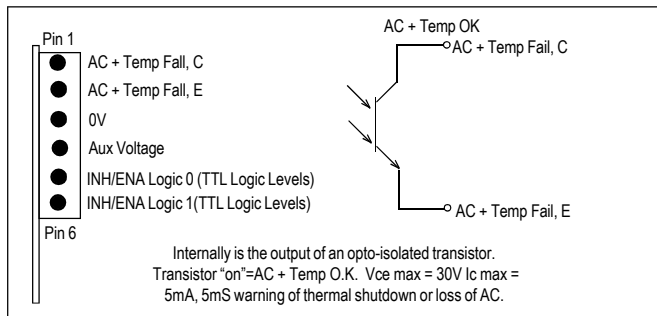 Pin 1
AC + Temp Fall, C
AC + Temp Fall, E
0V
Aux Voltage
INH/ENA Logic 0 (TTL Logic Levels)
INH/ENA Logic 1(TTL Logic Levels)
Pin 6
AC + Temp OK
AC + Temp Fail, C
AC + Temp Fail, E
Internally is the output of an opto-isolated transistor.
Transistor “on”=AC + Temp O.K. Vce max = 30V Ic max =
5mA, 5mS warning of thermal shutdown or loss of AC.